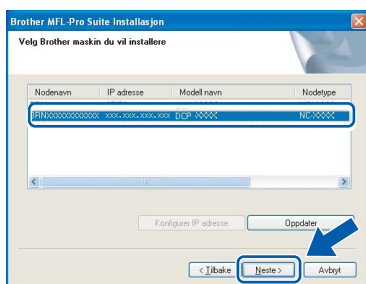 Brother MFL-Pro Suite Installasjon
Velg Brother maskin du vil installere
Nodenavn IP adresse Modell navn Nodetype
BRNXXXXXXXXXXXX xxx.xxx.xxx.xxx DCP-XXXX NC-XXXX
Konfigurer IP adresse Oppdater
< Tilbake Neste > Avbryt